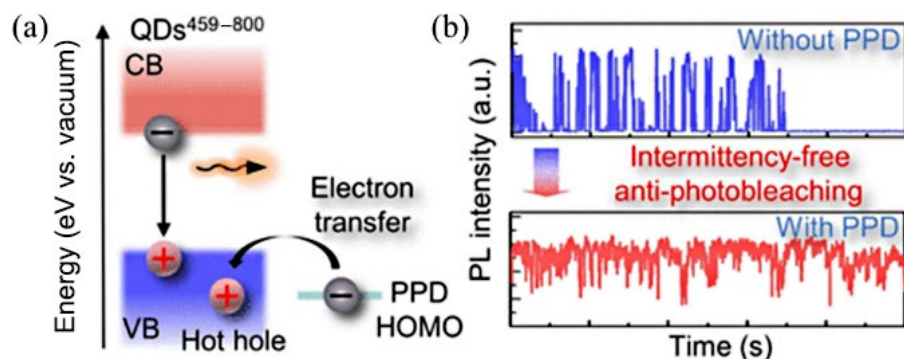 (a)
QDs459–800
CB
Energy (eV vs. vacuum)
−
+
+
−
Electron
transfer
PPD
HOMO
VB
Hot hole
(b)
PL intensity (a.u.)
Without PPD
Intermittency-free
anti-photobleaching
With PPD
Time (s)